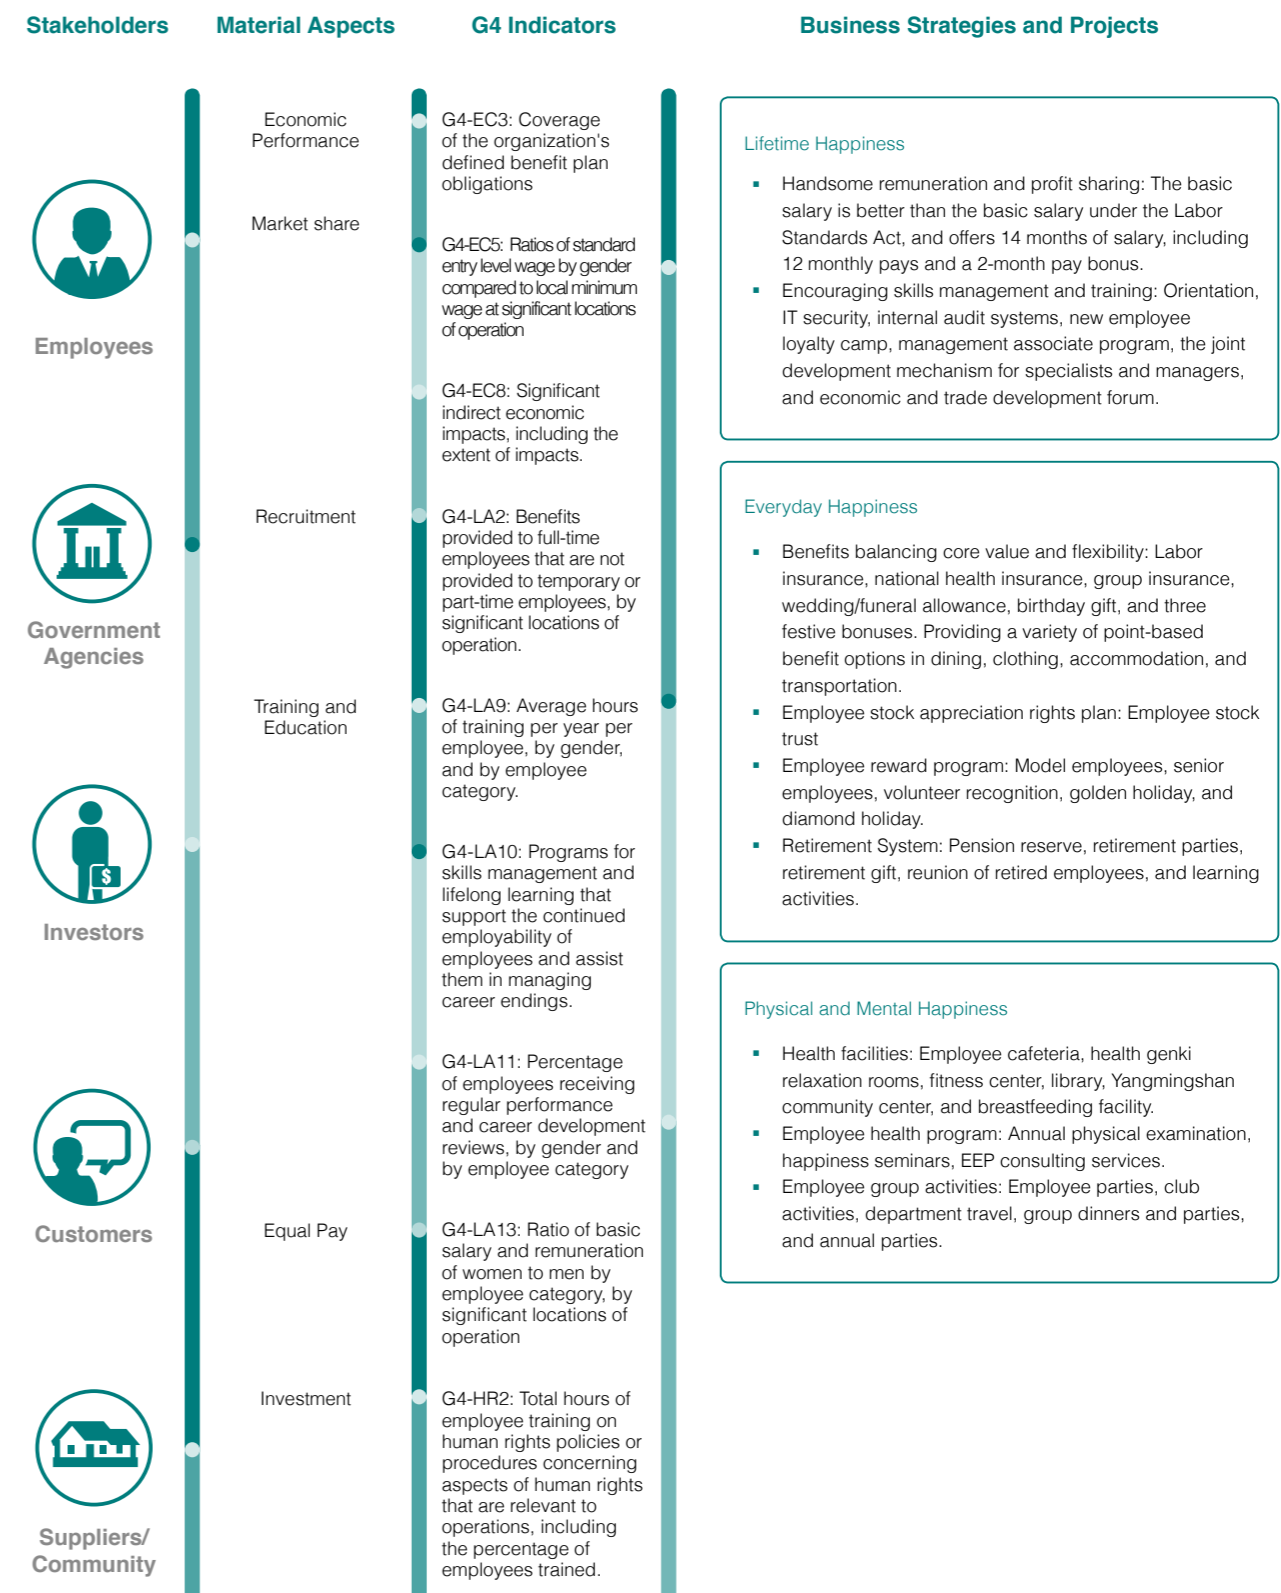 Stakeholders
Material Aspects
G4 Indicators
Business Strategies and Projects
Employees
Government
Agencies
Investors
$
Customers
Suppliers/
Community
Economic
Performance
Market share
Recruitment
Training and
Education
Equal Pay
Investment
G4-EC3: Coverage
of the organization's
defined benefit plan
obligations
G4-EC5: Ratios of standard
entry level wage by gender
compared to local minimum
wage at significant locations
of operation
G4-EC8: Significant
indirect economic
impacts, including the
extent of impacts.
G4-LA2: Benefits
provided to full-time
employees that are not
provided to temporary or
part-time employees, by
significant locations of
operation.
G4-LA9: Average hours
of training per year per
employee, by gender,
and by employee
category.
G4-LA10: Programs for
skills management and
lifelong learning that
support the continued
employability of
employees and assist
them in managing
career endings.
G4-LA11: Percentage
of employees receiving
regular performance
and career development
reviews, by gender and
by employee category
G4-LA13: Ratio of basic
salary and remuneration
of women to men by
employee category, by
significant locations of
operation
G4-HR2: Total hours of
employee training on
human rights policies or
procedures concerning
aspects of human rights
that are relevant to
operations, including
the percentage of
employees trained.
Lifetime Happiness
▪ Handsome remuneration and profit sharing: The basic
salary is better than the basic salary under the Labor
Standards Act, and offers 14 months of salary, including
12 monthly pays and a 2-month pay bonus.
▪ Encouraging skills management and training: Orientation,
IT security, internal audit systems, new employee
loyalty camp, management associate program, the joint
development mechanism for specialists and managers,
and economic and trade development forum.
Everyday Happiness
▪ Benefits balancing core value and flexibility: Labor
insurance, national health insurance, group insurance,
wedding/funeral allowance, birthday gift, and three
festive bonuses. Providing a variety of point-based
benefit options in dining, clothing, accommodation, and
transportation.
▪ Employee stock appreciation rights plan: Employee stock
trust
▪ Employee reward program: Model employees, senior
employees, volunteer recognition, golden holiday, and
diamond holiday.
▪ Retirement System: Pension reserve, retirement parties,
retirement gift, reunion of retired employees, and learning
activities.
Physical and Mental Happiness
▪ Health facilities: Employee cafeteria, health genki
relaxation rooms, fitness center, library, Yangmingshan
community center, and breastfeeding facility.
▪ Employee health program: Annual physical examination,
happiness seminars, EEP consulting services.
▪ Employee group activities: Employee parties, club
activities, department travel, group dinners and parties,
and annual parties.